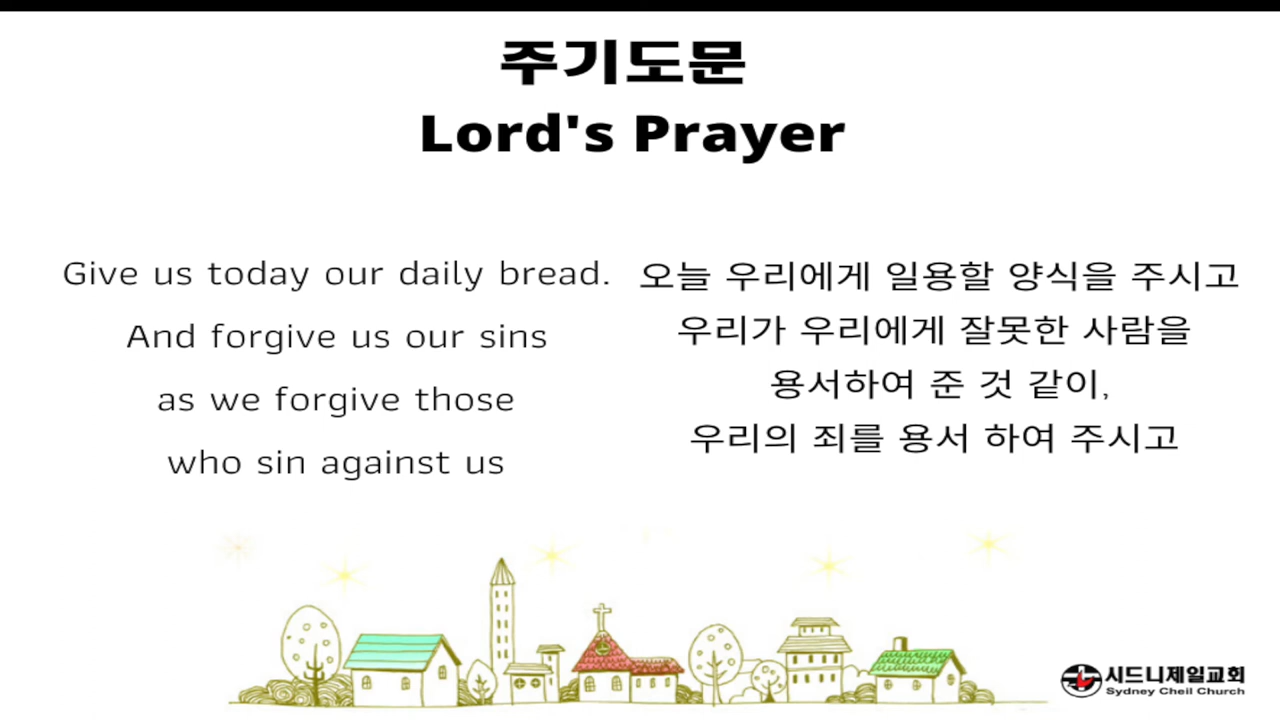 주기도문
Lord's Prayer
Give us today our daily bread.
And forgive us our sins
as we forgive those
who sin against us
오늘 우리에게 일용할 양식을 주시고
우리가 우리에게 잘못한 사람을
용서하여 준 것 같이,
우리의 죄를 용서 하여 주시고
시드니제일교회
Sydney Cheil Church